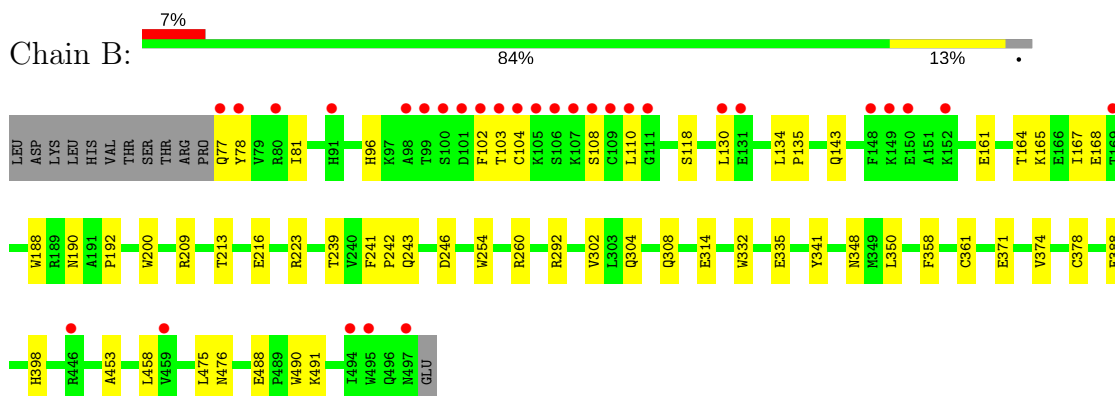 7%
Chain B:
84% 13% •
LEU ASP LYS LEU HIS VAL THR SER THR ARG PRO Q77 Y78 V79 R80 I81 H91 H96 K97 A98 T99 S100 D101 F102 T103 C104 K105 S106 K107 S108 C109 L110 G111 S118 L130 E131 L134 P135 Q143 F148 K149 E150 A151 K152 E161 T164 K165 E166 I167 E168 T169
W188 R189 N190 A191 P192 W200 R209 T213 E216 R223 T239 V240 F241 P242 Q243 D246 W254 R260 R292 V302 L303 Q304 Q308 E314 W332 E335 Y341 N348 M349 L350 F358 C361 E371 V374 C378
H398 R446 A453 L458 V459 L475 N476 E488 P489 W490 K491 I494 W495 Q496 N497 GLU